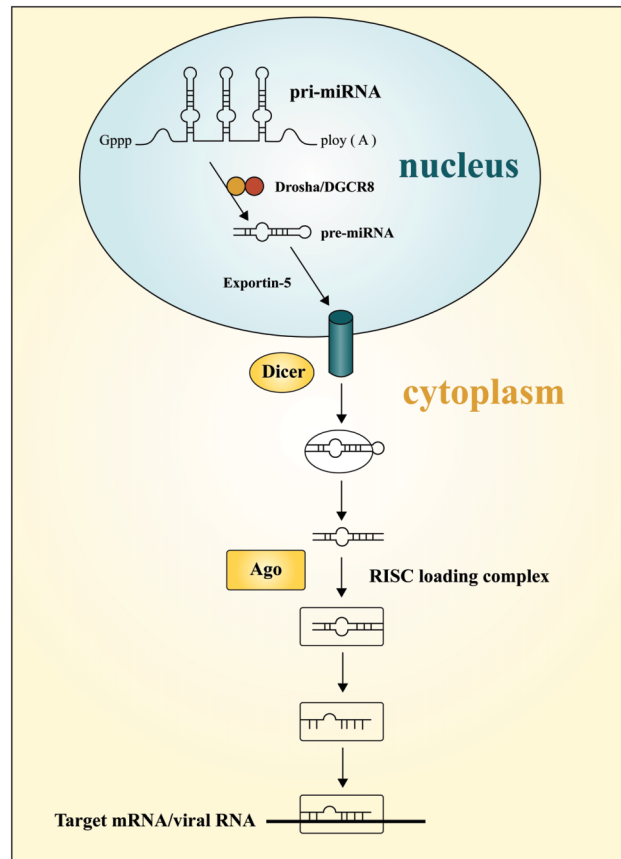 pri-miRNA
Gppp
ploy ( A )
nucleus
Drosha/DGCR8
pre-miRNA
Exportin-5
Dicer
cytoplasm
Ago
RISC loading complex
Target mRNA/viral RNA